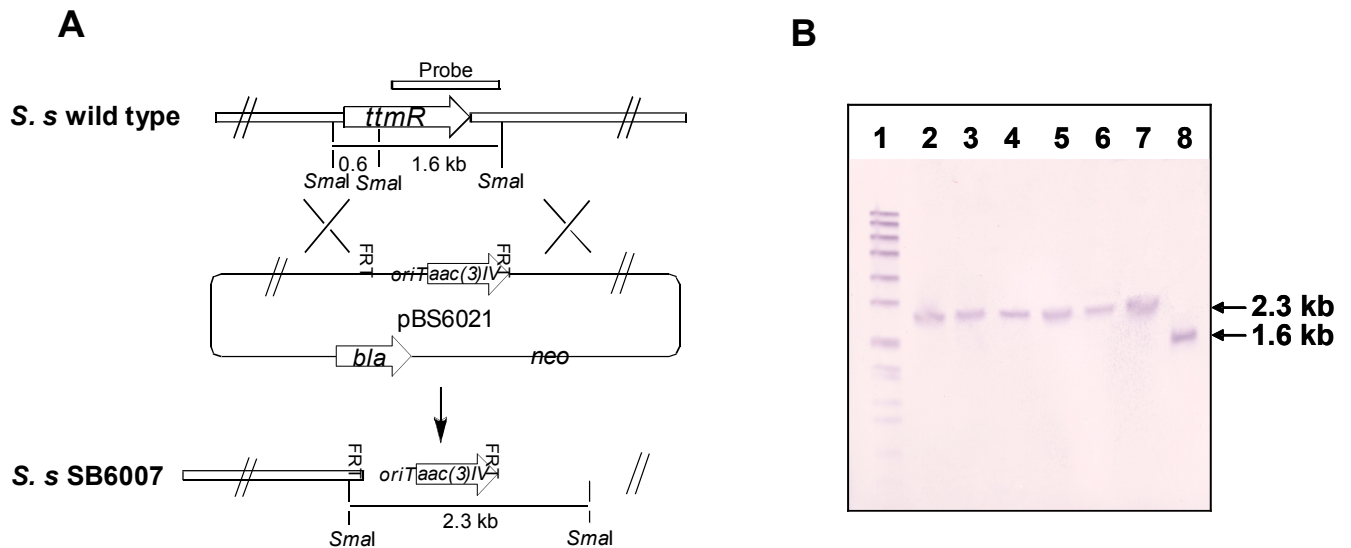 A
B
Probe
S. s wild type
ttmR
0.6
1.6 kb
SmaI
SmaI
SmaI
FRT
oriT
aac(3)IV
FRT
pBS6021
bla
neo
FRT
FRT
S. s SB6007
oriT
aac(3)IV
2.3 kb
SmaI
SmaI
1 2 3 4 5 6 7 8
2.3 kb
1.6 kb